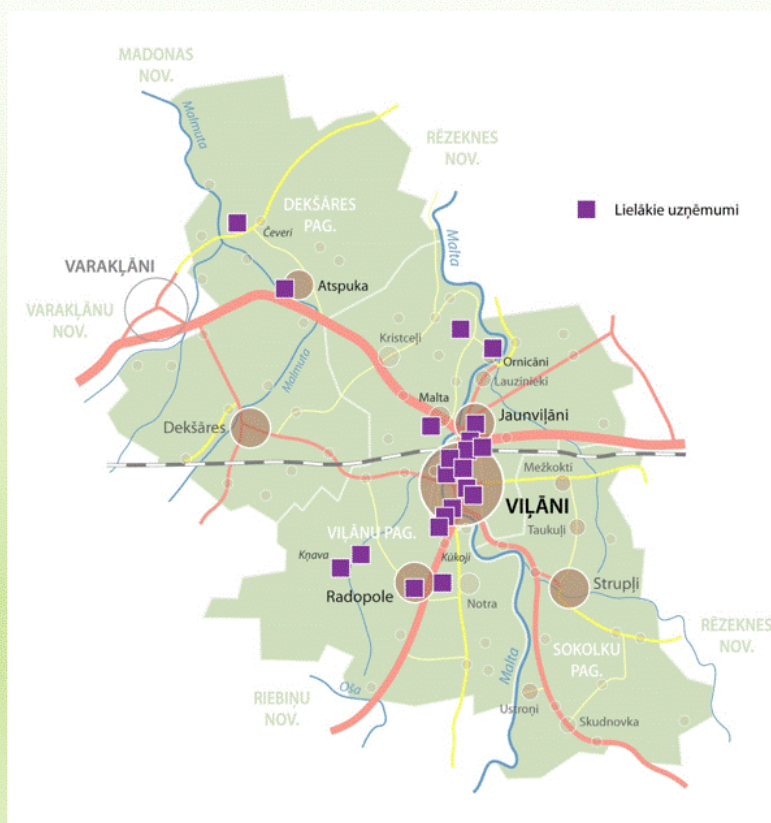 MADONAS
NOV.
Malmuta
RĒZEKNES
NOV.
DEKŠĀRES
PAG.
Lielākie uzņēmumi
Čeveri
Malta
VARAKĻĀNI
Atspuka
VARAKĻĀNU
NOV.
Kristceļi
Ornicāni
Lauzinieki
Malmuta
Malta
Jaunviļāni
Dekšāres
Mežkokti
VIĻĀNI
Taukuļi
VIĻĀNU PAG.
Kņava
Kūkoji
Strupļi
Radopole
Notra
RĒZEKNES
NOV.
SOKOLKU
PAG.
Malta
Oša
RIEBIŅU
NOV.
Ustroņi
Skudnovka